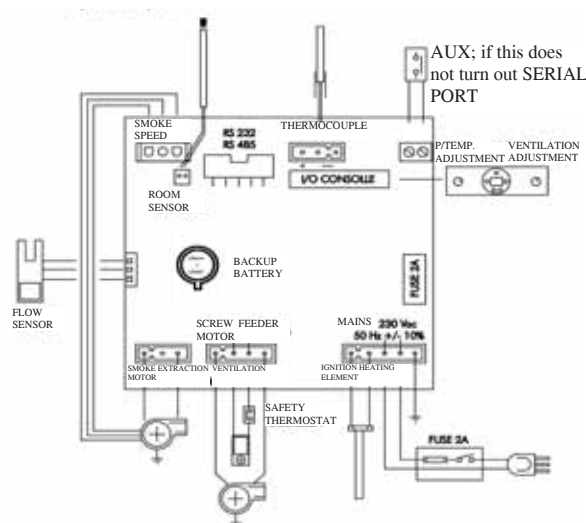 AUX; if this does
not turn out SERIAL
PORT
SMOKE
SPEED
RS 232
RS 485
THERMOCOUPLE
P/TEMP.
ADJUSTMENT
VENTILATION
ADJUSTMENT
I/O CONSOLLE
ROOM
SENSOR
BACKUP
BATTERY
FUSE 2A
FLOW
SENSOR
SCREW FEEDER
MOTOR
MAINS
230 Vac
50 Hz +/- 10%
SMOKE EXTRACTION
MOTOR
VENTILATION
IGNITION HEATING
ELEMENT
SAFETY
THERMOSTAT
FUSE 2A